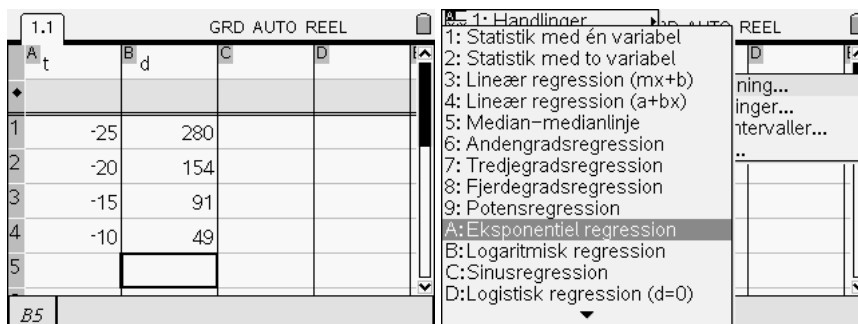 1.1 GRD AUTO REEL
A t B d C D E
◆
1 -25 280
2 -20 154
3 -15 91
4 -10 49
5
B5
1: Handlinger AUTO REEL
1: Statistik med én variabel
2: Statistik med to variabel
3: Lineær regression (mx+b)
4: Lineær regression (a+bx)
5: Median-medianlinje
6: Andengradsregression
7: Tredjegradsregression
8: Fjerdegradsregression
9: Potensregression
A: Eksponentiel regression
B: Logaritmisk regression
C: Sinusregression
D: Logistisk regression (d=0)
D
ning...
inger...
ntervaller...
..